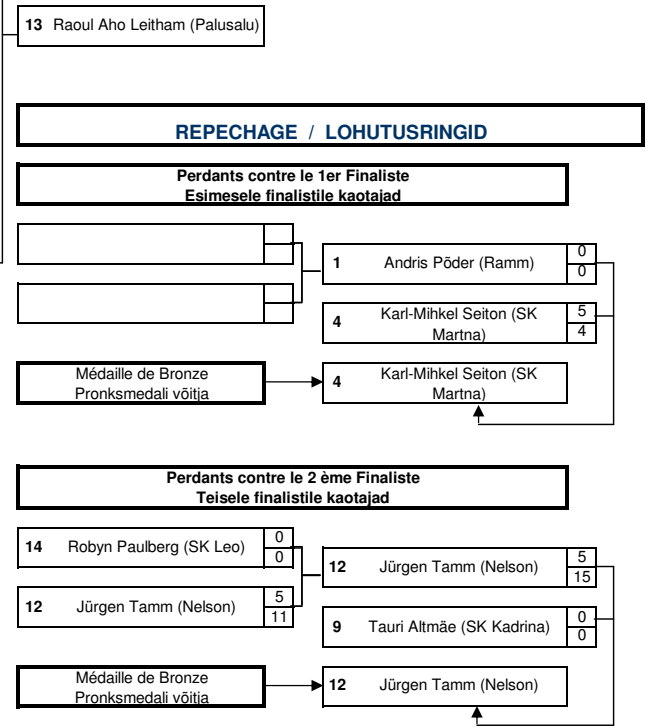 13 Raoul Aho Leitham (Palusalu)
REPECHAGE / LOHUTUSRINGID
Perdants contre le 1er Finaliste
Esimesele finalistile kaotajad
1 Andris Põder (Ramm) 0
0
4 Karl-Mihkel Seiton (SK Martna) 5
4
Médaille de Bronze
Pronksmedali võitja
4 Karl-Mihkel Seiton (SK
Martna)
Perdants contre le 2 ème Finaliste
Teisele finalistile kaotajad
14 Robyn Paulberg (SK Leo) 0
0
12 Jürgen Tamm (Nelson) 5
11
12 Jürgen Tamm (Nelson) 5
15
9 Tauri Altmäe (SK Kadrina) 0
0
Médaille de Bronze
Pronksmedali võitja
12 Jürgen Tamm (Nelson)